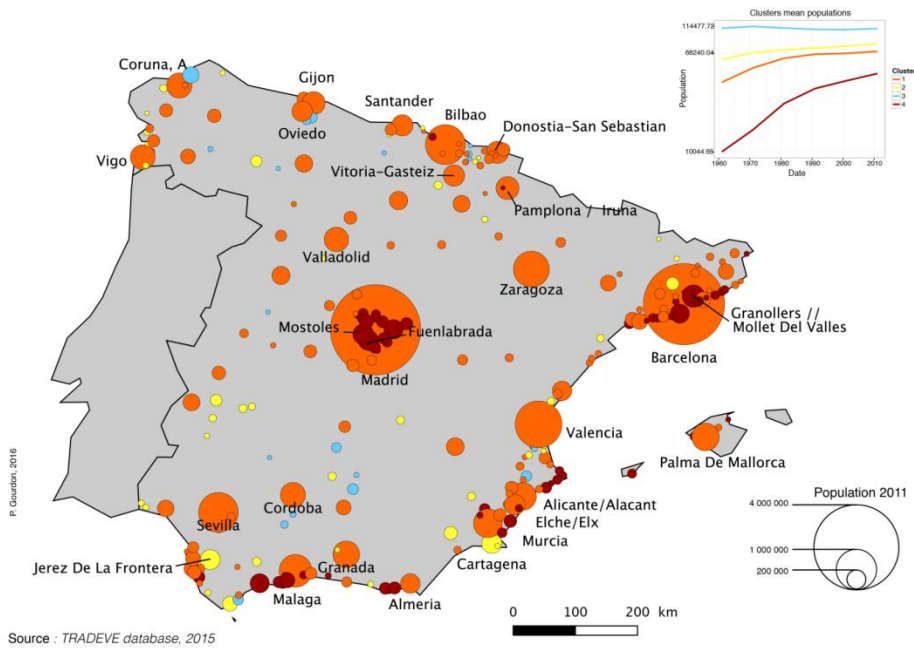 Clusters mean populations
114477.73
68240.04
10044.65
Population
1960
1970
1980
1990
2000
2010
Date
Cluster
1
2
3
4
Coruna, A
Gijon
Santander
Bilbao
Oviedo
Donostia-San Sebastian
Vigo
Vitoria-Gasteiz
Pamplona / Iruna
Valladolid
Zaragoza
Granollers //
Mollet Del Valles
Mostoles
Fuenlabrada
Barcelona
Madrid
Valencia
Palma De Mallorca
Cordoba
Alicante/Alacant
Sevilla
Elche/Elx
Murcia
Jerez De La Frontera
Granada
Cartagena
Malaga
Almeria
Population 2011
4 000 000
1 000 000
200 000
0 100 200 km
P. Gourdon, 2016
Source : TRADEVE database, 2015